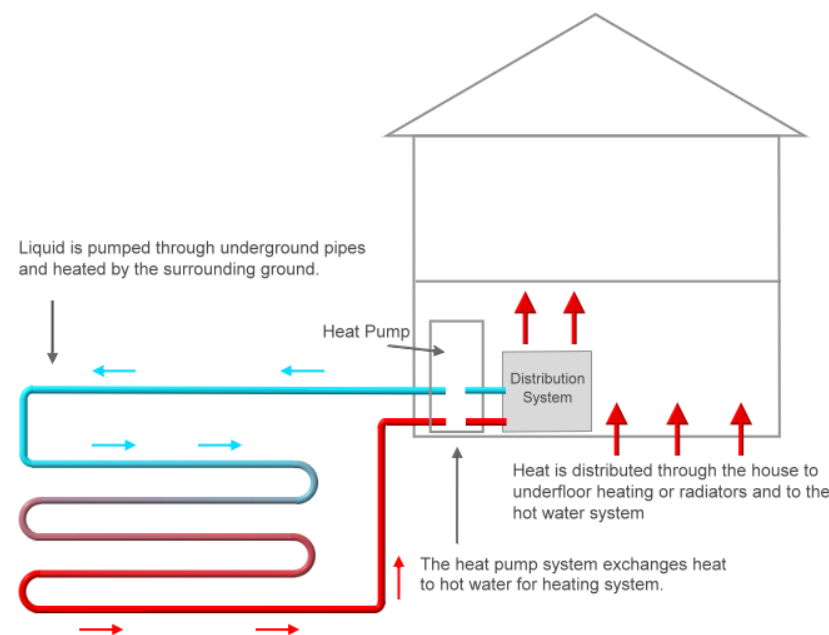 Liquid is pumped through underground pipes
and heated by the surrounding ground.
Heat Pump
Distribution
System
Heat is distributed through the house to
underfloor heating or radiators and to the
hot water system
The heat pump system exchanges heat
to hot water for heating system.